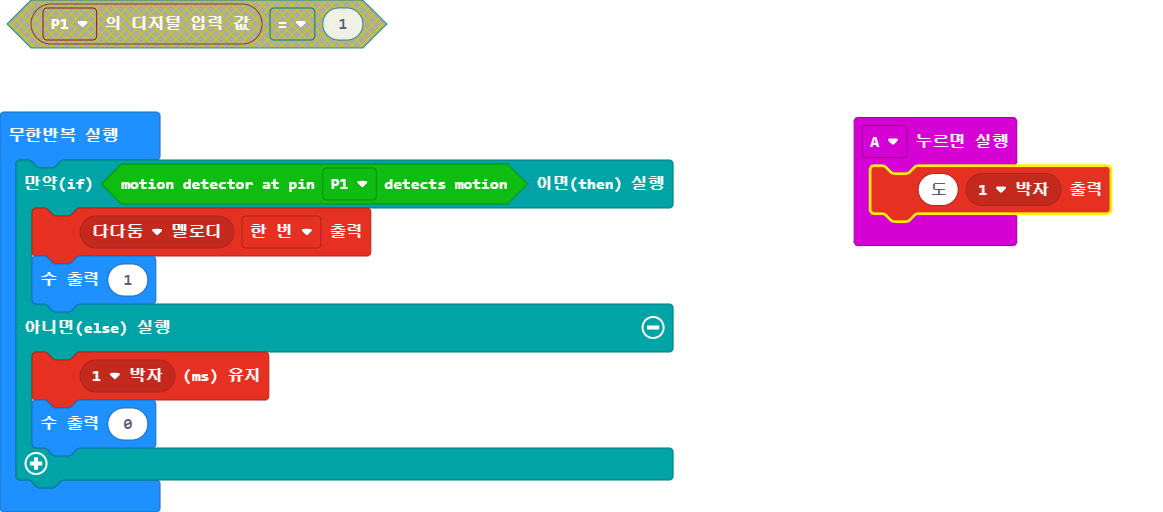 P1 의 디지털 입력 값 = 1
무한반복 실행
만약(if) motion detector at pin P1 detects motion 이면(then) 실행
다다둠 멜로디 한 번 출력
수 출력 1
아니면(else) 실행
1 박자 (ms) 유지
수 출력 0
A 누르면 실행
도 1 박자 출력